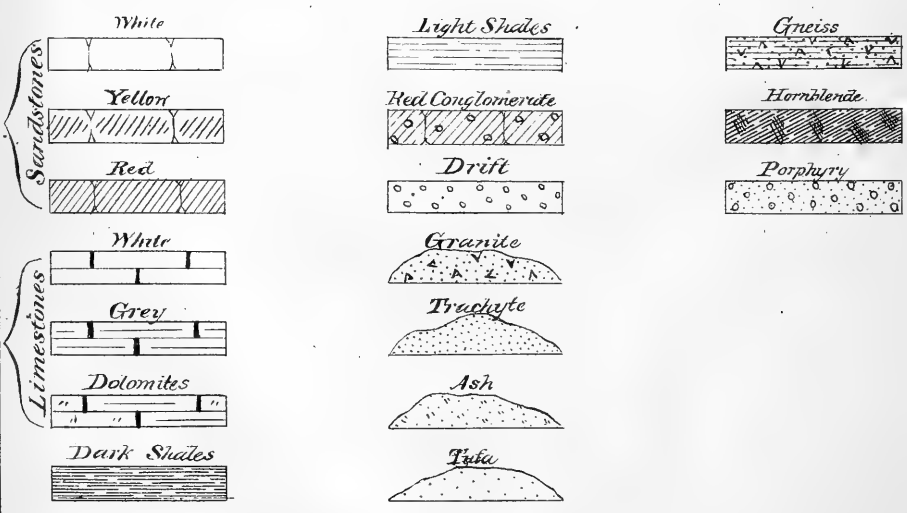 Sandstones
White
Yellow
Red
Limestones
White
Grey
Dolomites
Dark Shales
Light Shales
Red Conglomerate
Drift
Granite
Trachyte
Ash
Tufa
Gneiss
Hornblende.
Porphyry